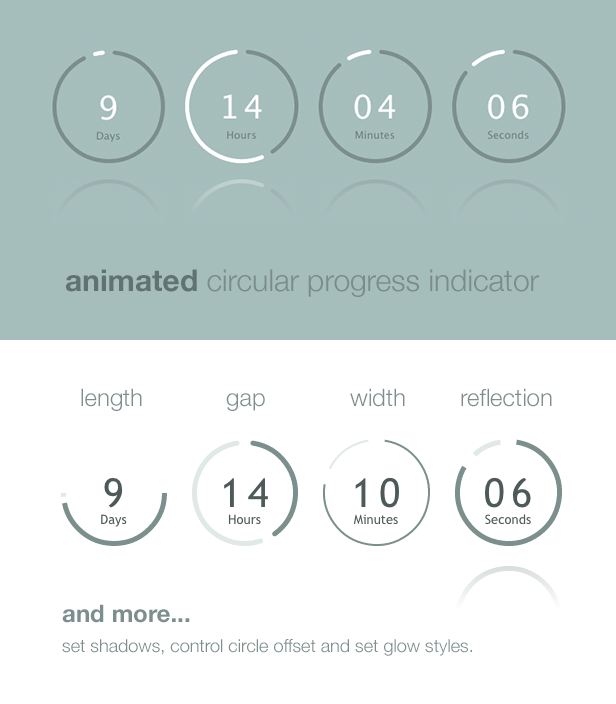 9 14 04 06
Days Hours Minutes Seconds
animated circular progress indicator
length gap width reflection
9 14 10 06
Days Hours Minutes Seconds
and more...
set shadows, control circle offset and set glow styles.